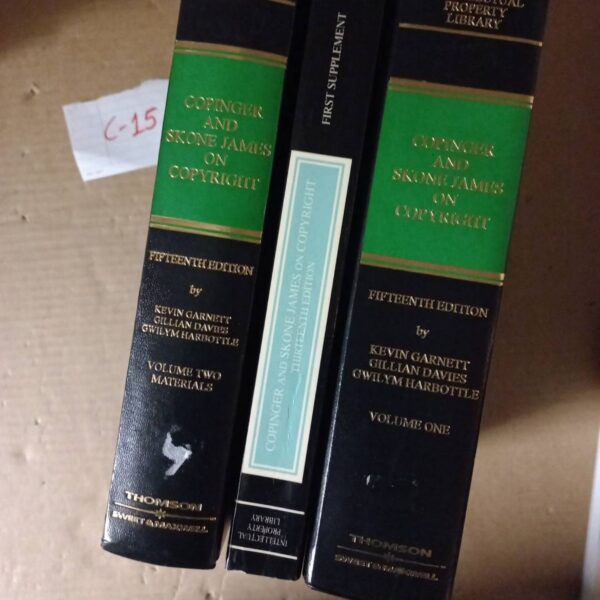 C-15
COPINGER
AND
SKONE JAMES
ON
COPYRIGHT
FIFTEENTH EDITION
by
KEVIN GARNETT
GILLIAN DAVIES
GWILYM HARBOTTLE
VOLUME TWO
MATERIALS
THOMSON
SWEET & MAXWELL
FIRST SUPPLEMENT
COPINGER AND SKONE JAMES ON COPYRIGHT
THIRTEENTH EDITION
INTELLECTUAL
PROPERTY
LIBRARY
PROPERTY
LIBRARY
COPINGER
AND
SKONE JAMES
ON
COPYRIGHT
FIFTEENTH EDITION
by
KEVIN GARNETT
GILLIAN DAVIES
GWILYM HARBOTTLE
VOLUME ONE
THOMSON
SWEET & MAXWELL